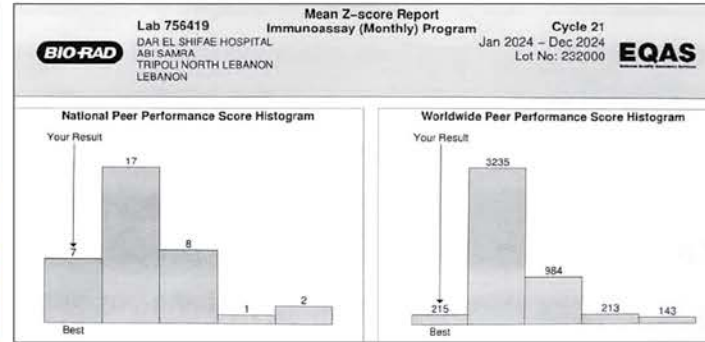 Mean Z-score Report
Lab 756419
Immunoassay (Monthly) Program
Cycle 21
BIO-RAD
DAR EL SHIFAE HOSPITAL
Jan 2024 – Dec 2024
ABI SAMRA
Lot No: 232000
TRIPOLI NORTH LEBANON
LEBANON
EQAS
National Peer Performance Score Histogram
Your Result
17
7
8
1
2
Best
Worldwide Peer Performance Score Histogram
Your Result
3235
215
984
213
143
Best